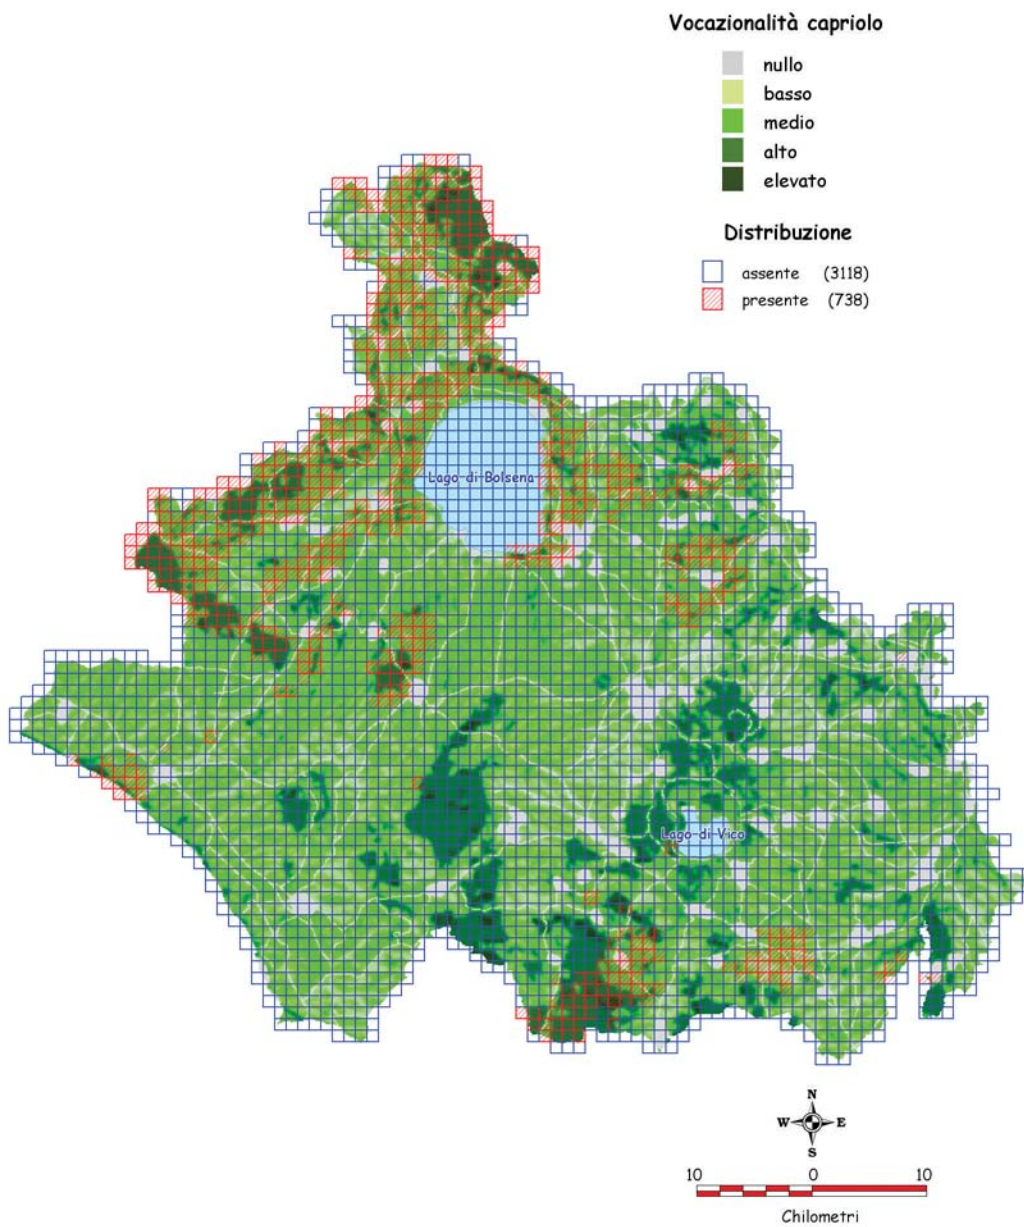 Vocazionalità capriolo
nullo
basso
medio
alto
elevato
Distribuzione
assente (3118)
presente (738)
Lago di Bolsena
Lago di Vico
N
W E
S
10 0 10
Chilometri